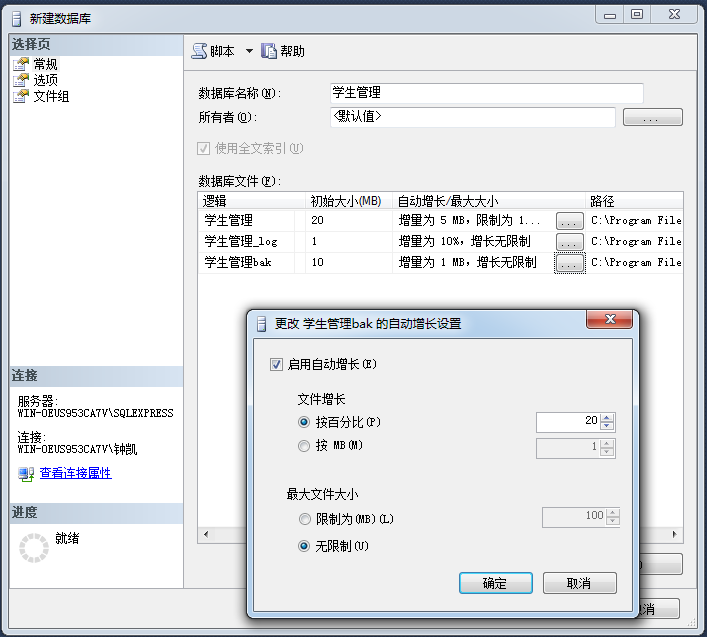 新建数据库
选择页
常规
选项
文件组
脚本 帮助
数据库名称(N): 学生管理
所有者(O): <默认值> ...
使用全文索引(U)
数据库文件(F):
逻辑 初始大小(MB) 自动增长/最大大小 路径
学生管理 20 增量为 5 MB，限制为 1... ... C:\Program File
学生管理_log 1 增量为 10%，增长无限制 ... C:\Program File
学生管理bak 10 增量为 1 MB，增长无限制 ... C:\Program File
连接
服务器:
WIN-OEUS953CA7V\SQLEXPRESS
连接:
WIN-OEUS953CA7V\钟凯
查看连接属性
进度
就绪
更改 学生管理bak 的自动增长设置
启用自动增长(E)
文件增长
按百分比(P) 20
按 MB(M) 1
最大文件大小
限制为(MB)(L) 100
无限制(U)
确定 取消
消